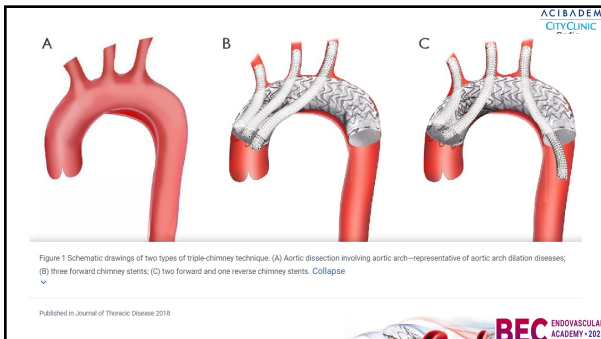 ACIBADEM
CITYCLINIC
A B C
Figure 1 Schematic drawings of two types of triple-chimney technique. (A) Aortic dissection involving aortic arch—representative of aortic arch dilation diseases;
(B) three forward chimney stents; (C) two forward and one reverse chimney stents. Collapse
Published in Journal of Thoracic Disease 2018
BEC ENDOVASCULAR
ACADEMY • 202